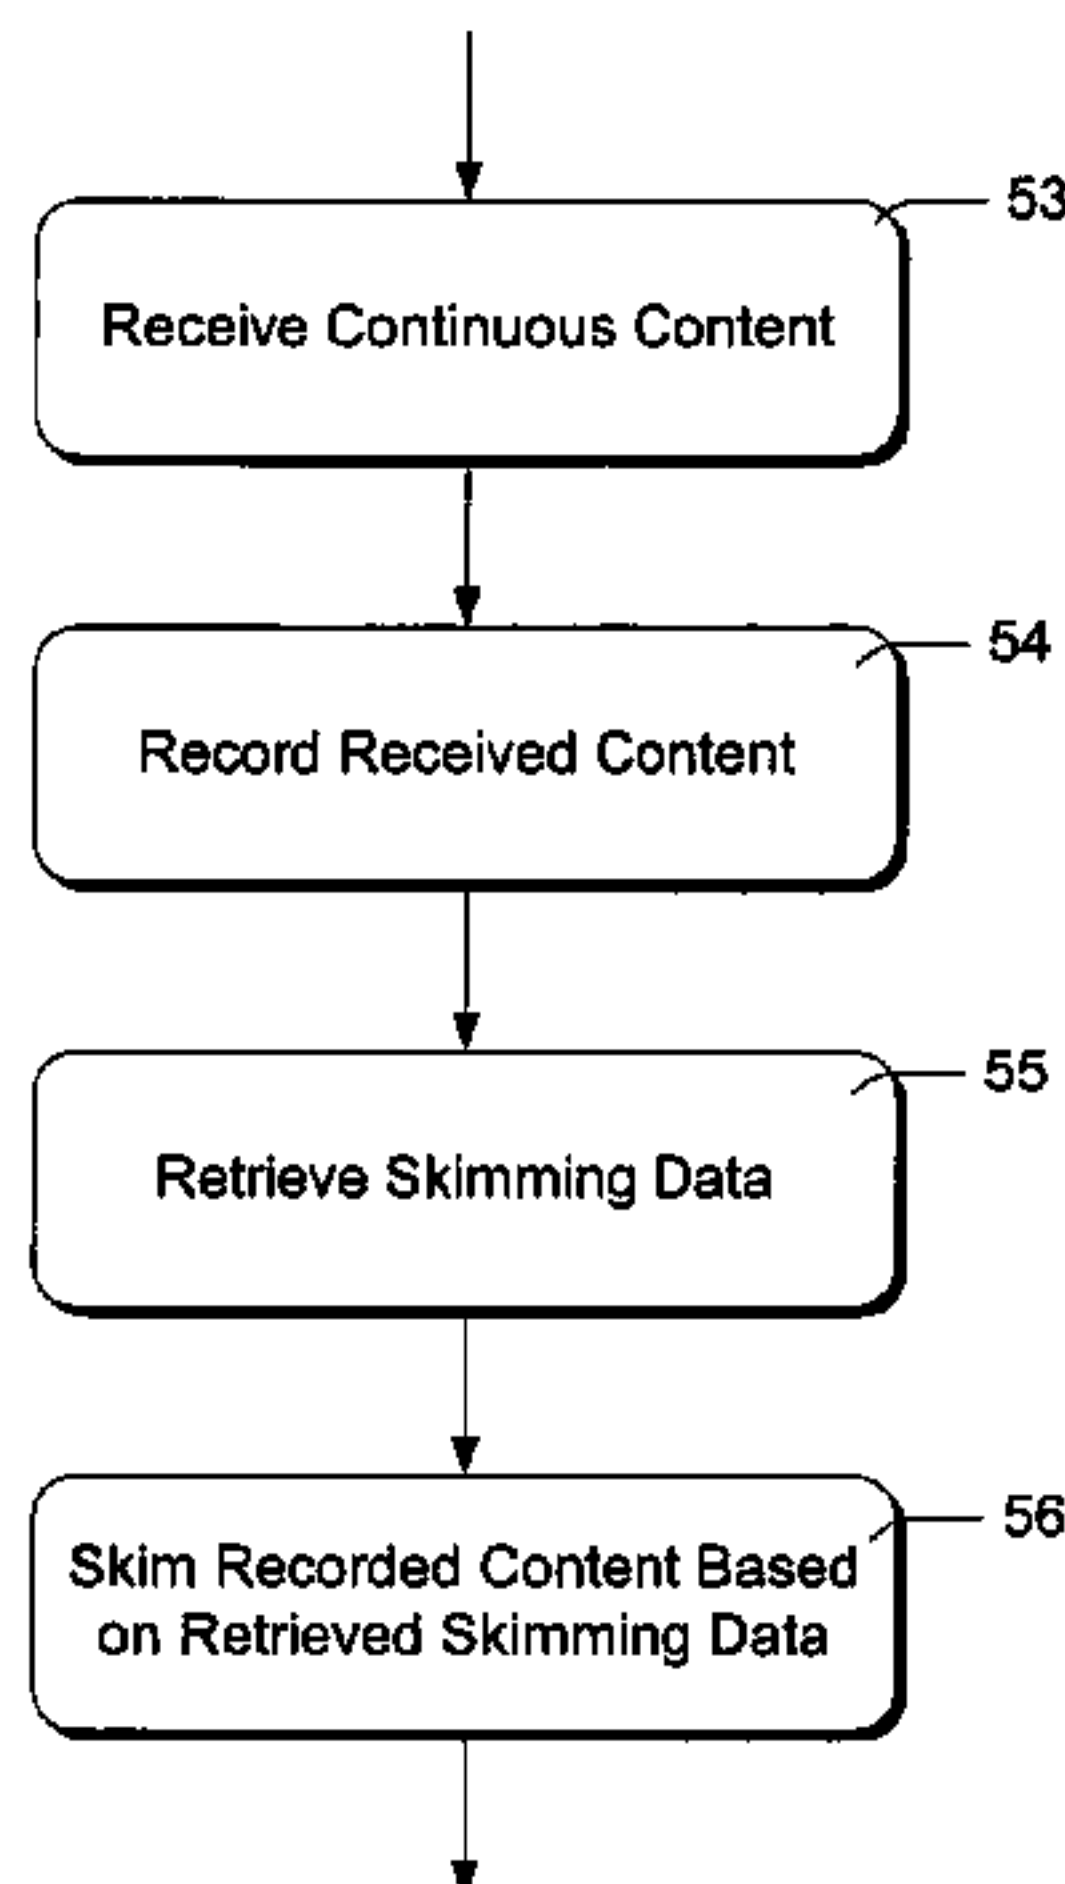 53
Receive Continuous Content
54
Record Received Content
55
Retrieve Skimming Data
56
Skim Recorded Content Based
on Retrieved Skimming Data